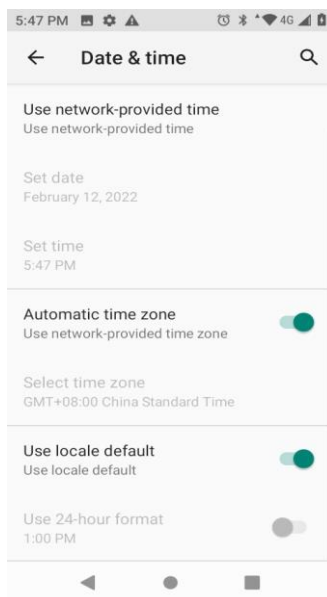 5:47 PM 4G
Date & time
Use network-provided time
Use network-provided time
Set date
February 12, 2022
Set time
5:47 PM
Automatic time zone
Use network-provided time zone
Select time zone
GMT+08:00 China Standard Time
Use locale default
Use locale default
Use 24-hour format
1:00 PM